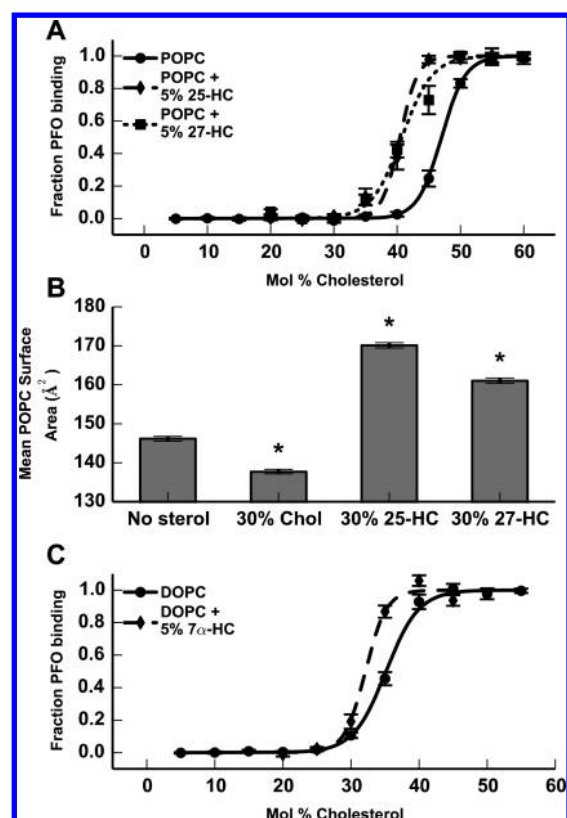 A
POPC
POPC +
5% 25-HC
POPC +
5% 27-HC
Fraction PFO binding
1.0
0.8
0.6
0.4
0.2
0.0
0 10 20 30 40 50 60
Mol % Cholesterol
B
Mean POPC Surface
Area (Å²)
180
170
160
150
140
130
* * *
No sterol 30% Chol 30% 25-HC 30% 27-HC
C
DOPC
DOPC +
5% 7α-HC
Fraction PFO binding
1.0
0.8
0.6
0.4
0.2
0.0
0 10 20 30 40 50 60
Mol % Cholesterol